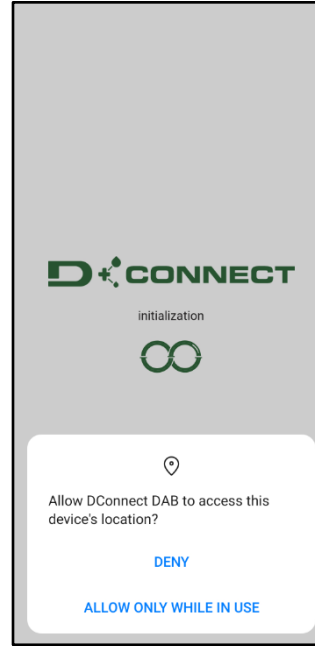 D+CONNECT
initialization
Allow DConnect DAB to access this
device's location?
DENY
ALLOW ONLY WHILE IN USE